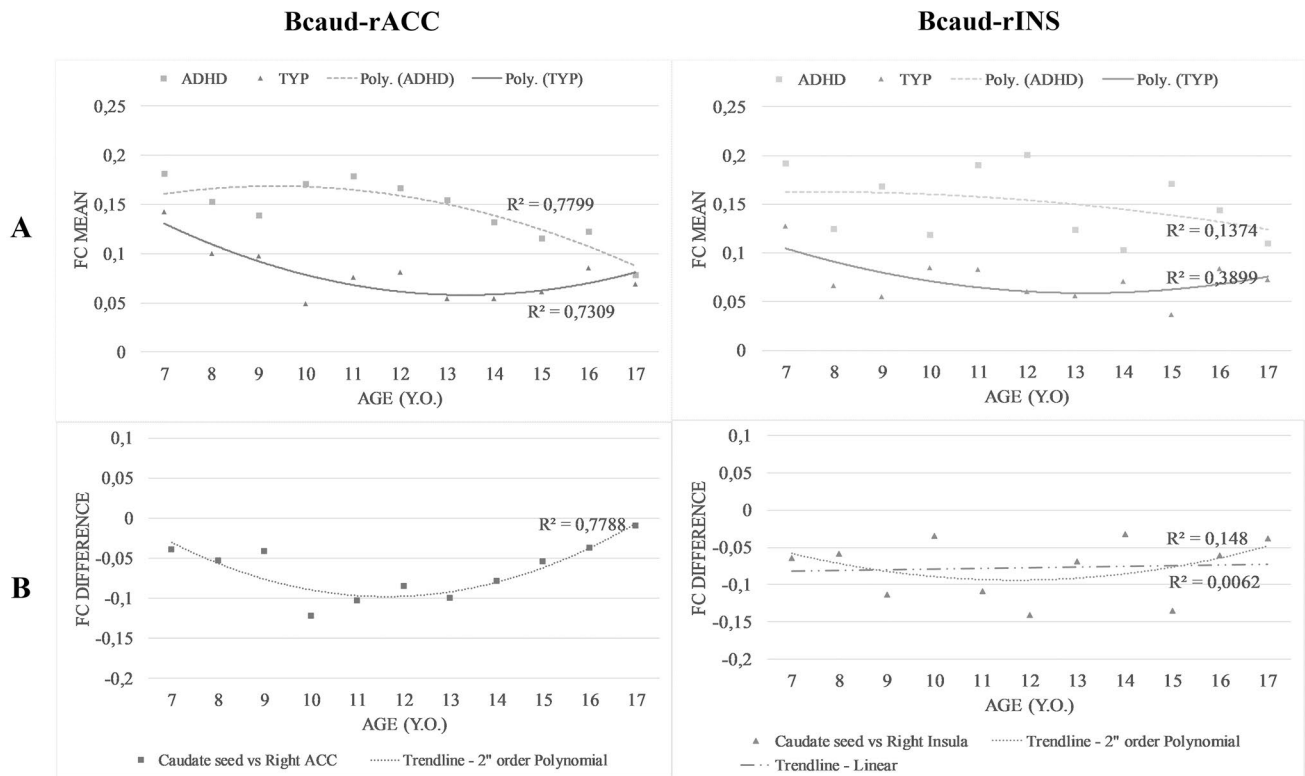 Bcaud-rACC
Bcaud-rINS
A
ADHD TYP Poly. (ADHD) Poly. (TYP)
FC MEAN
0,25
0,2
0,15
0,1
0,05
0
R² = 0,7799
R² = 0,7309
7 8 9 10 11 12 13 14 15 16 17
AGE (Y.O.)
ADHD TYP Poly. (ADHD) Poly. (TYP)
FC MEAN
0,25
0,2
0,15
0,1
0,05
0
R² = 0,1374
R² = 0,3899
7 8 9 10 11 12 13 14 15 16 17
AGE (Y.O)
B
FC DIFFERENCE
0,1
0,05
0
-0,05
-0,1
-0,15
-0,2
R² = 0,7788
7 8 9 10 11 12 13 14 15 16 17
AGE (Y.O.)
Caudate seed vs Right ACC Trendline - 2" order Polynomial
FC DIFFERENCE
0,1
0,05
0
-0,05
-0,1
-0,15
-0,2
R² = 0,148
R² = 0,0062
7 8 9 10 11 12 13 14 15 16 17
AGE (Y.O.)
Caudate seed vs Right Insula Trendline - 2" order Polynomial
Trendline - Linear